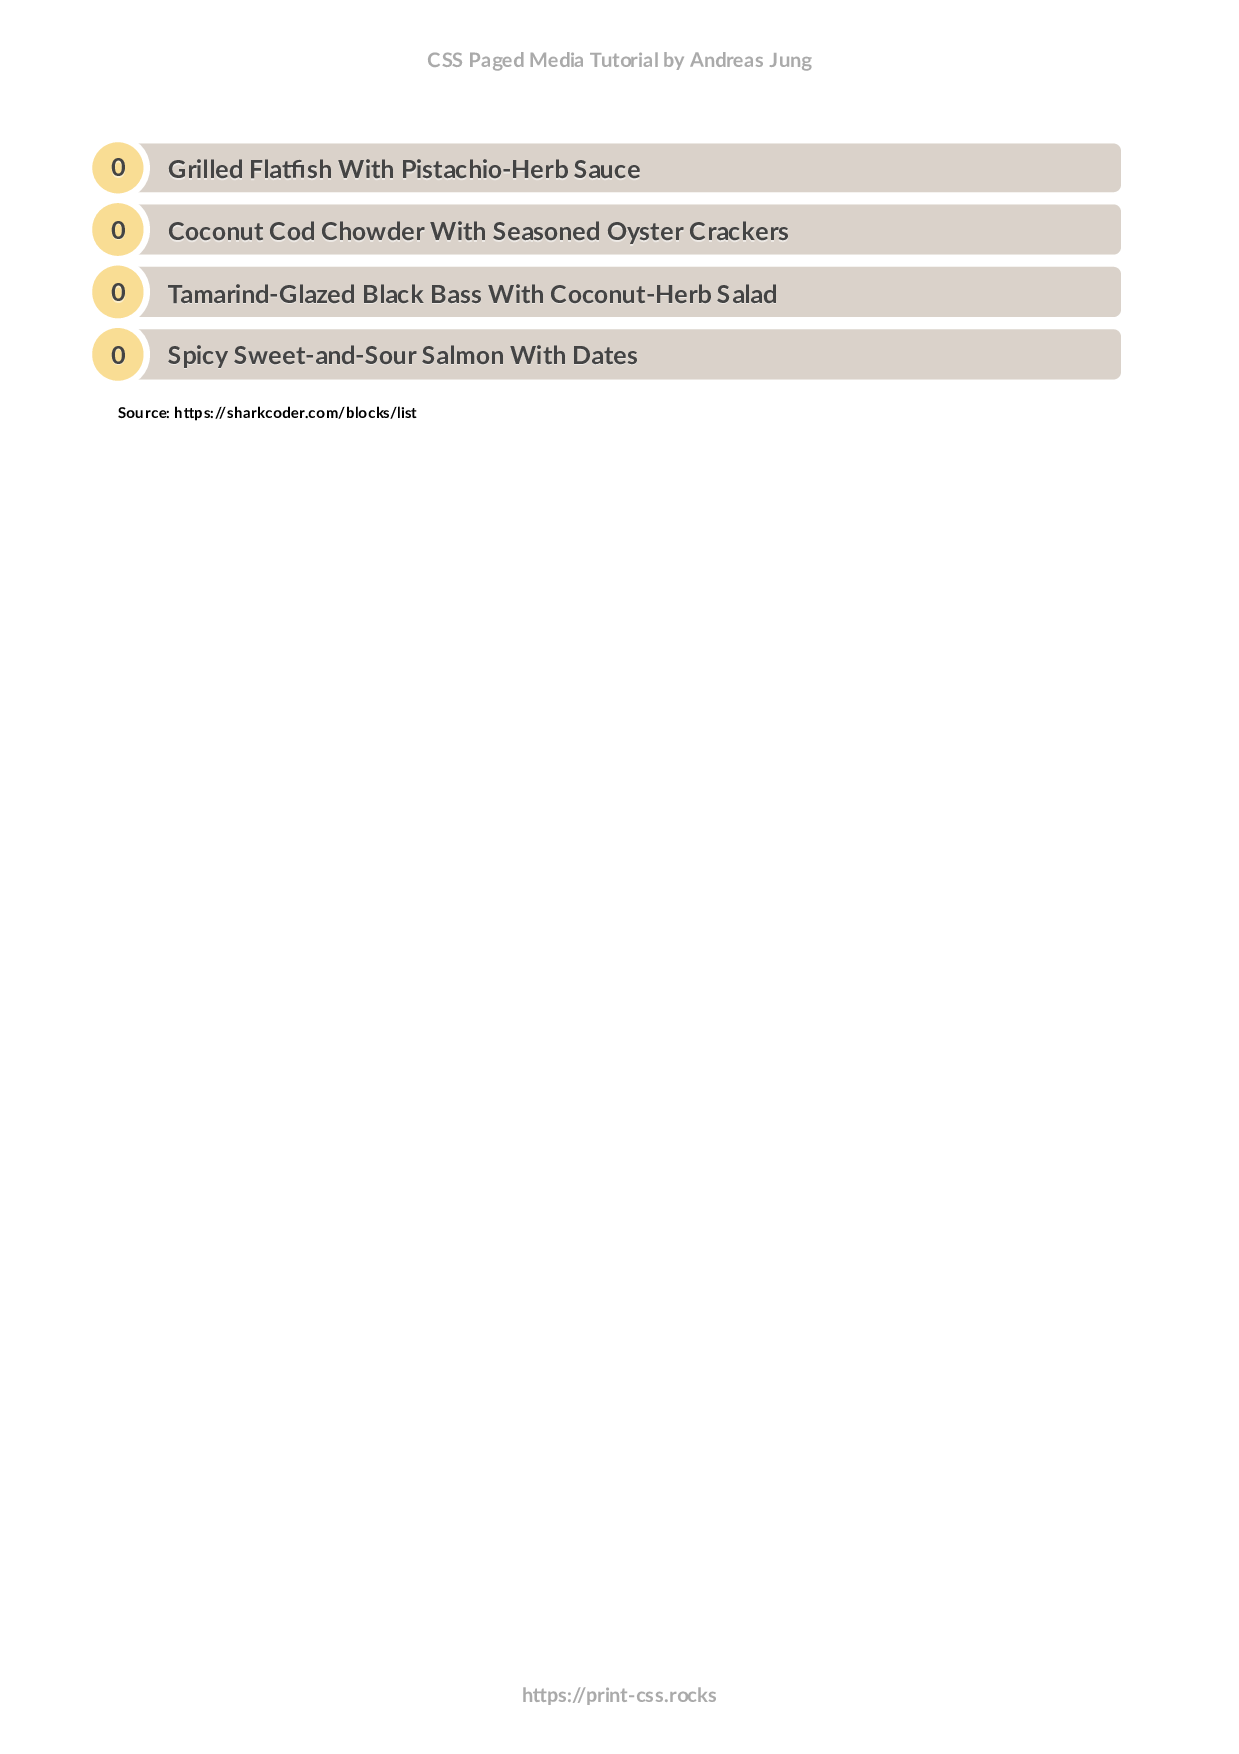 CSS Paged Media Tutorial by Andreas Jung
0 Grilled Flatfish With Pistachio-Herb Sauce
0 Coconut Cod Chowder With Seasoned Oyster Crackers
0 Tamarind-Glazed Black Bass With Coconut-Herb Salad
0 Spicy Sweet-and-Sour Salmon With Dates
Source: https://sharkcoder.com/blocks/list
https://print-css.rocks